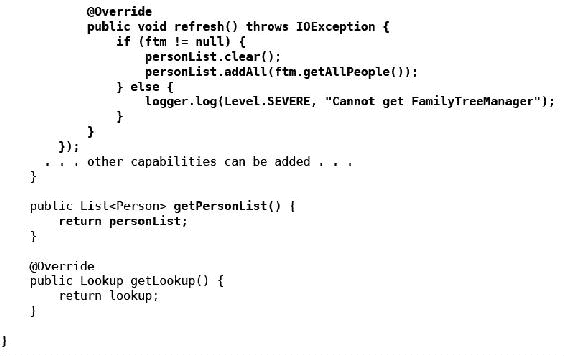 @Override
public void refresh() throws IOException {
if (ftm != null) {
personList.clear();
personList.addAll(ftm.getAllPeople());
} else {
logger.log(Level.SEVERE, "Cannot get FamilyTreeManager");
}
}
});
. . . other capabilities can be added . . .
}
public List<Person> getPersonList() {
return personList;
}
@Override
public Lookup getLookup() {
return lookup;
}
}